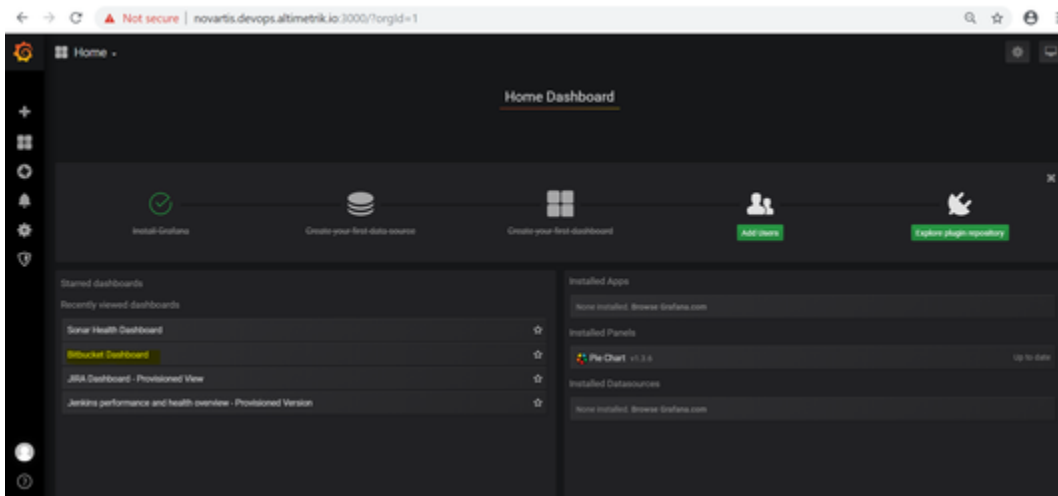 Not secure | novartis.devops.altimetrik.io:3000/?orgId=1
Home
Home Dashboard
Install Grafana
Create your first data source
Create your first dashboard
Add Users
Explore plugin repository
Starred dashboards
Recently viewed dashboards
Sonar Health Dashboard
Bitbucket Dashboard
JIRA Dashboard - Provisioned View
Jenkins performance and health overview - Provisioned Version
Installed Apps
None installed. Browse Grafana.com
Installed Panels
Pie Chart v1.3.6
Up to date
Installed Datasources
None installed. Browse Grafana.com